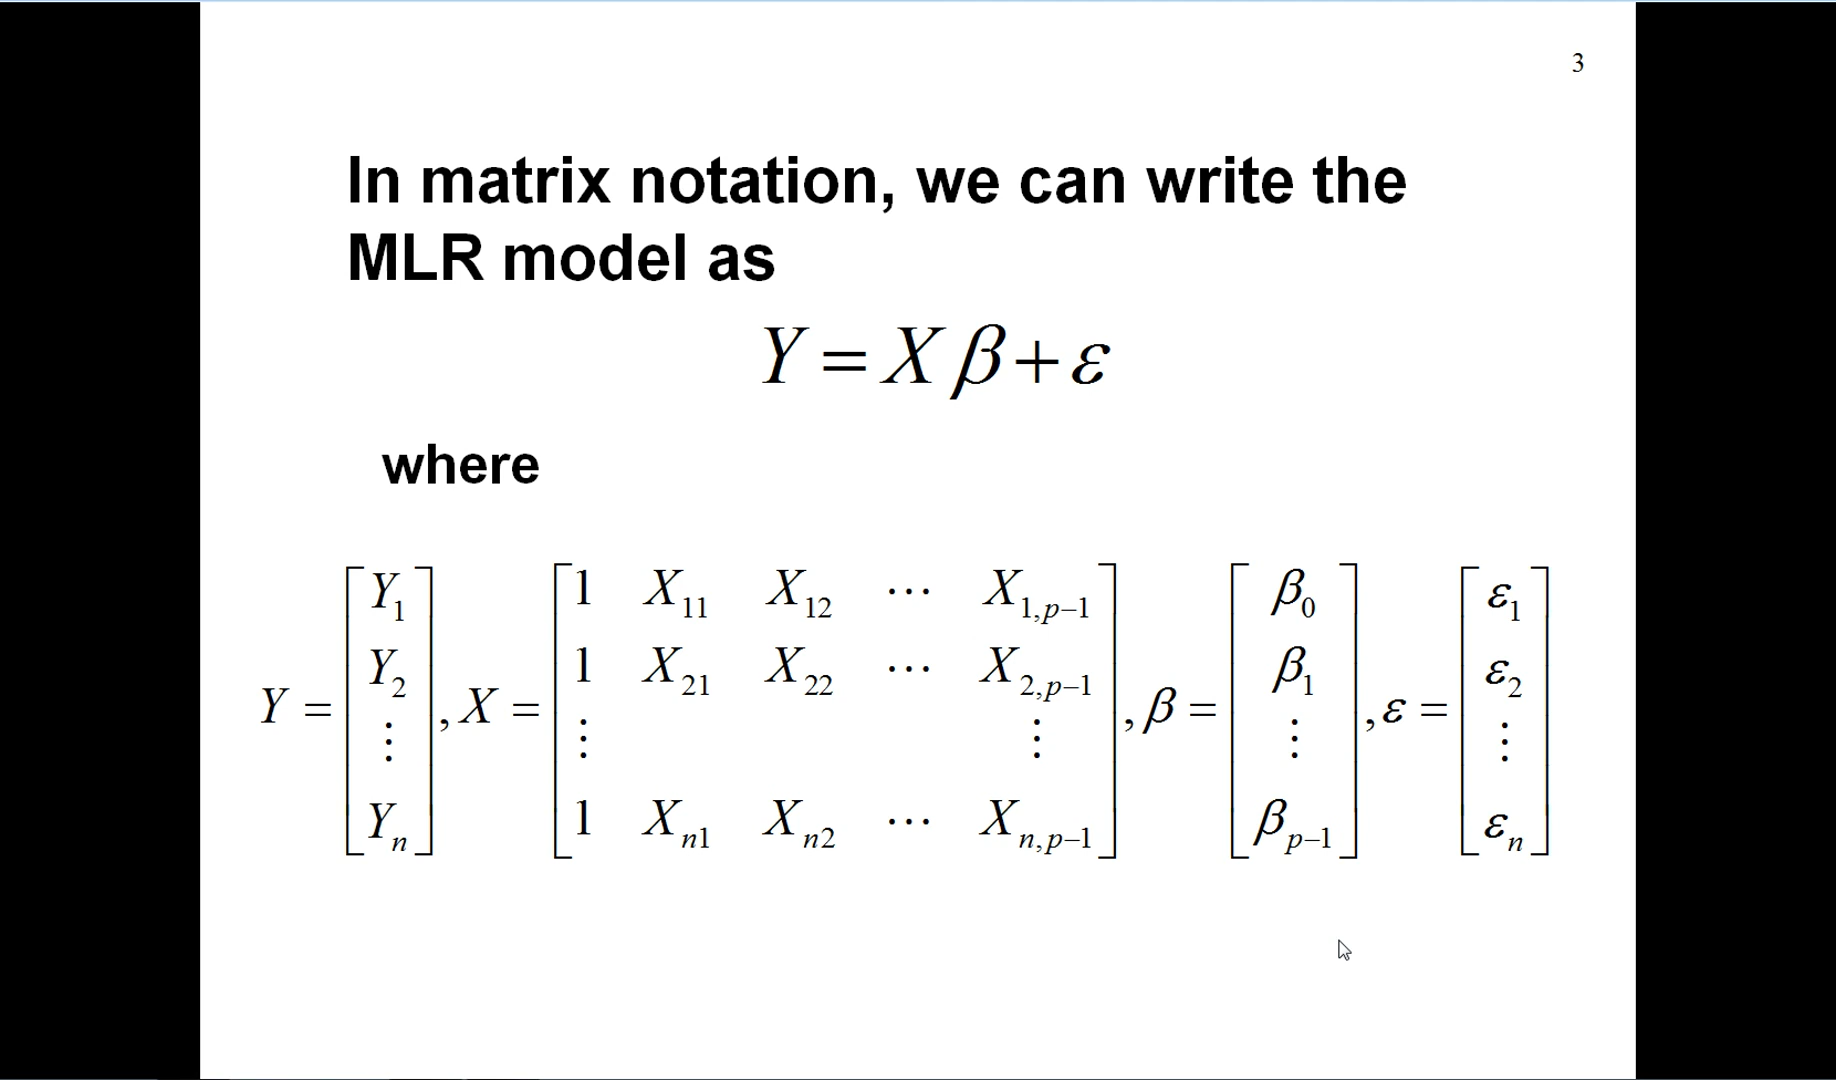 3
In matrix notation, we can write the
MLR model as
Y = X β + ε
where
Y = [Y₁ Y₂ ⋮ Yₙ], X = [1 X₁₁ X₁₂ ⋯ X₁,ₚ₋₁ 1 X₂₁ X₂₂ ⋯ X₂,ₚ₋₁ ⋮ ⋮ 1 Xₙ₁ Xₙ₂ ⋯ Xₙ,ₚ₋₁], β = [β₀ β₁ ⋮ βₚ₋₁], ε = [ε₁ ε₂ ⋮ εₙ]